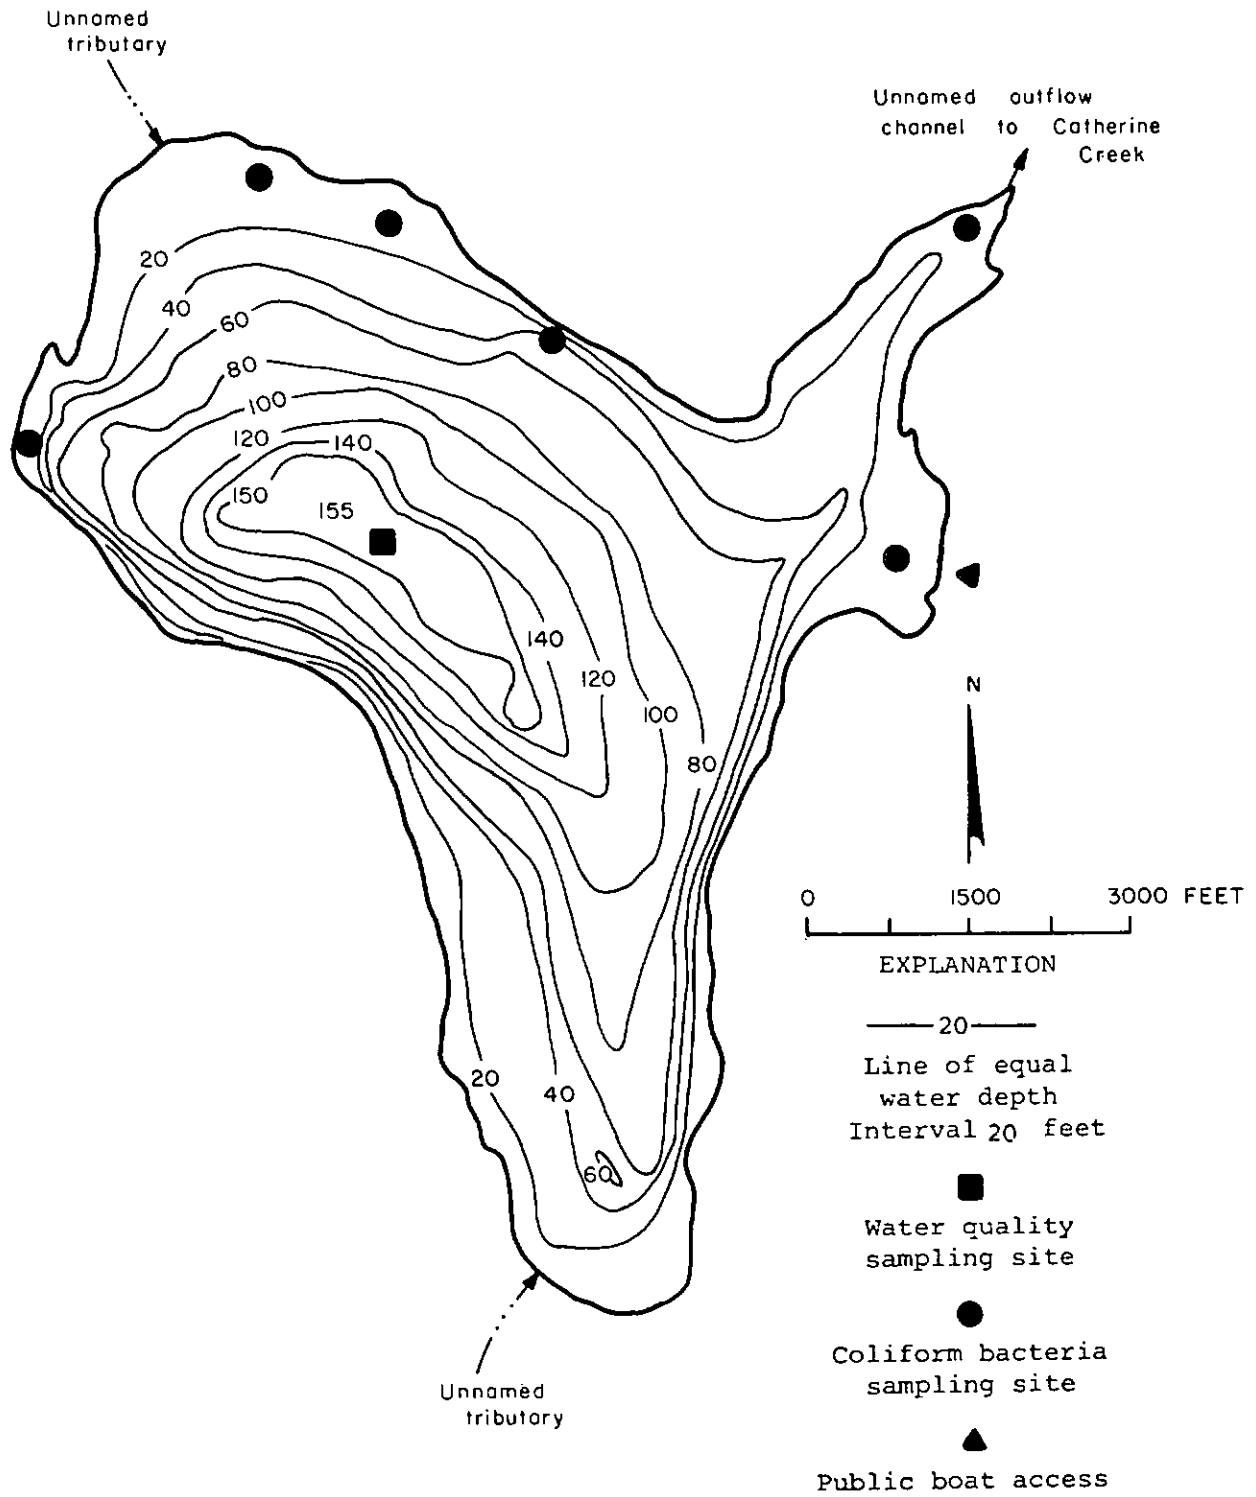 Unnamed
tributary
Unnamed outflow
channel to Catherine
Creek
20
40
60
80
100
120
140
150
155
140
120
100
80
20
40
60
Unnamed
tributary
N
0 1500 3000 FEET
EXPLANATION
20
Line of equal
water depth
Interval 20 feet
Water quality
sampling site
Coliform bacteria
sampling site
Public boat access